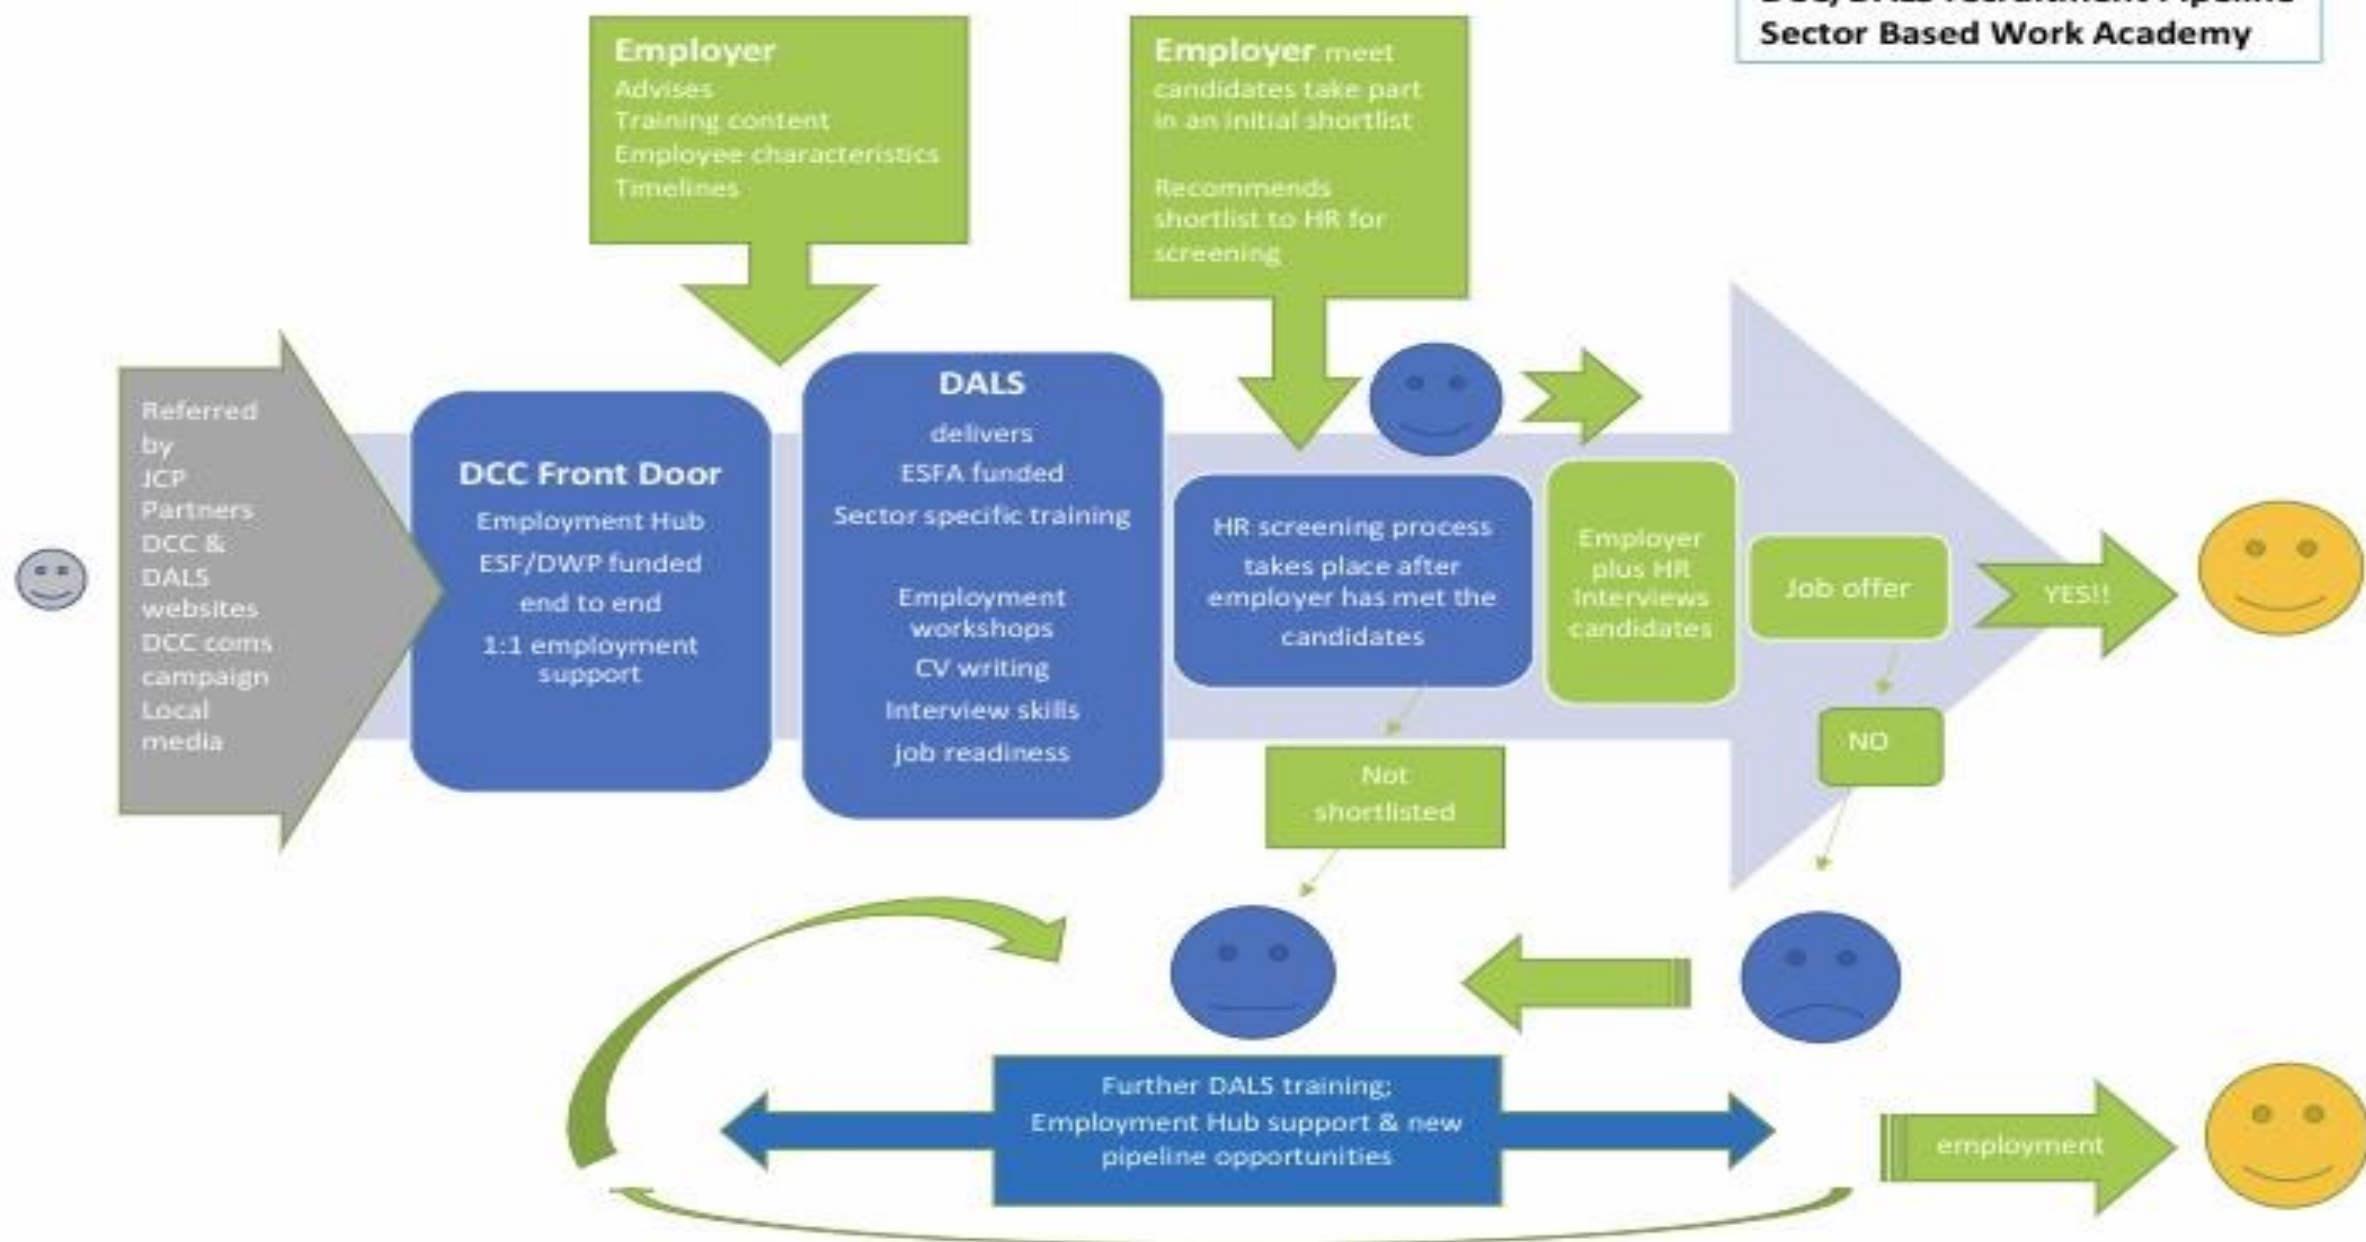 Sector Based Work Academy
Employer
Advises
Training content
Employee characteristics
Timelines
Employer meet
candidates take part
in an initial shortlist
Recommends
shortlist to HR for
screening
Referred
by
JCP
Partners
DCC &
DALS
websites
DCC coms
campaign
Local
media
DCC Front Door
Employment Hub
ESF/DWP funded
end to end
1:1 employment
support
DALS
delivers
ESFA funded
Sector specific training
Employment
workshops
CV writing
Interview skills
job readiness
HR screening process
takes place after
employer has met the
candidates
Employer
plus HR
Interviews
candidates
Job offer
YES!!
NO
Not
shortlisted
Further DALS training;
Employment Hub support & new
pipeline opportunities
employment